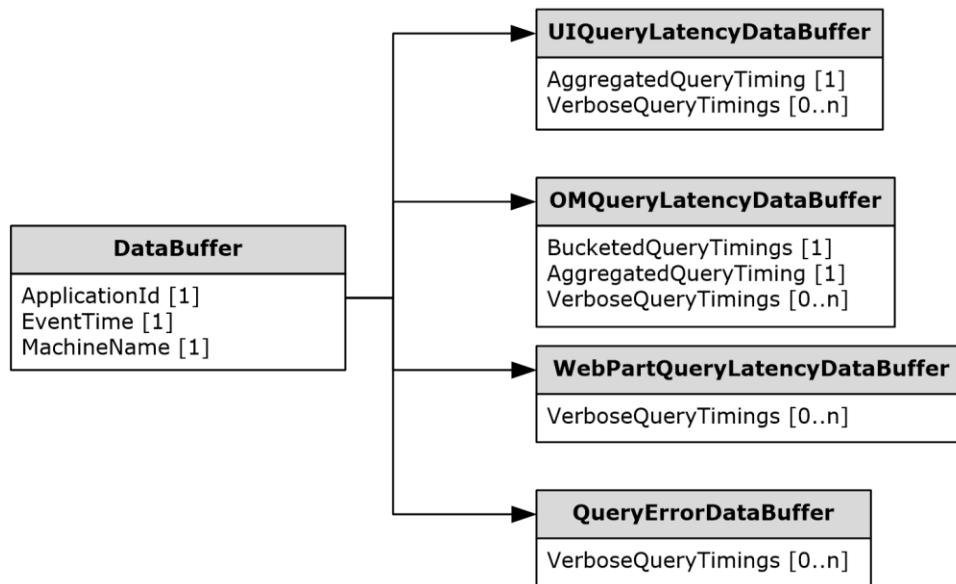 UIQueryLatencyDataBuffer
AggregatedQueryTiming [1]
VerboseQueryTimings [0..n]
OMQueryLatencyDataBuffer
BucketedQueryTimings [1]
AggregatedQueryTiming [1]
VerboseQueryTimings [0..n]
DataBuffer
ApplicationId [1]
EventTime [1]
MachineName [1]
WebPartQueryLatencyDataBuffer
VerboseQueryTimings [0..n]
QueryErrorDataBuffer
VerboseQueryTimings [0..n]